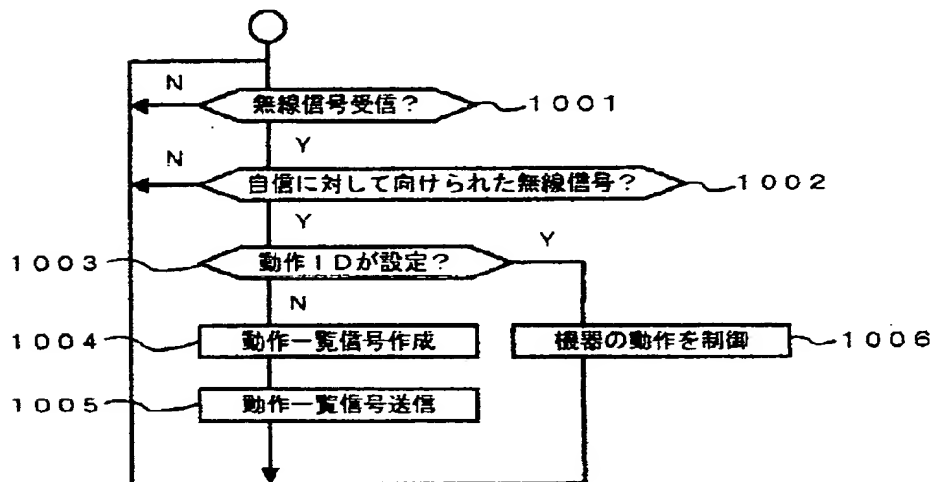 N
無線信号受信？ 1001
Y
N
自信に対して向けられた無線信号？ 1002
Y
Y
1003 動作IDが設定？
N
1004 動作一覧信号作成 機器の動作を制御 1006
1005 動作一覧信号送信